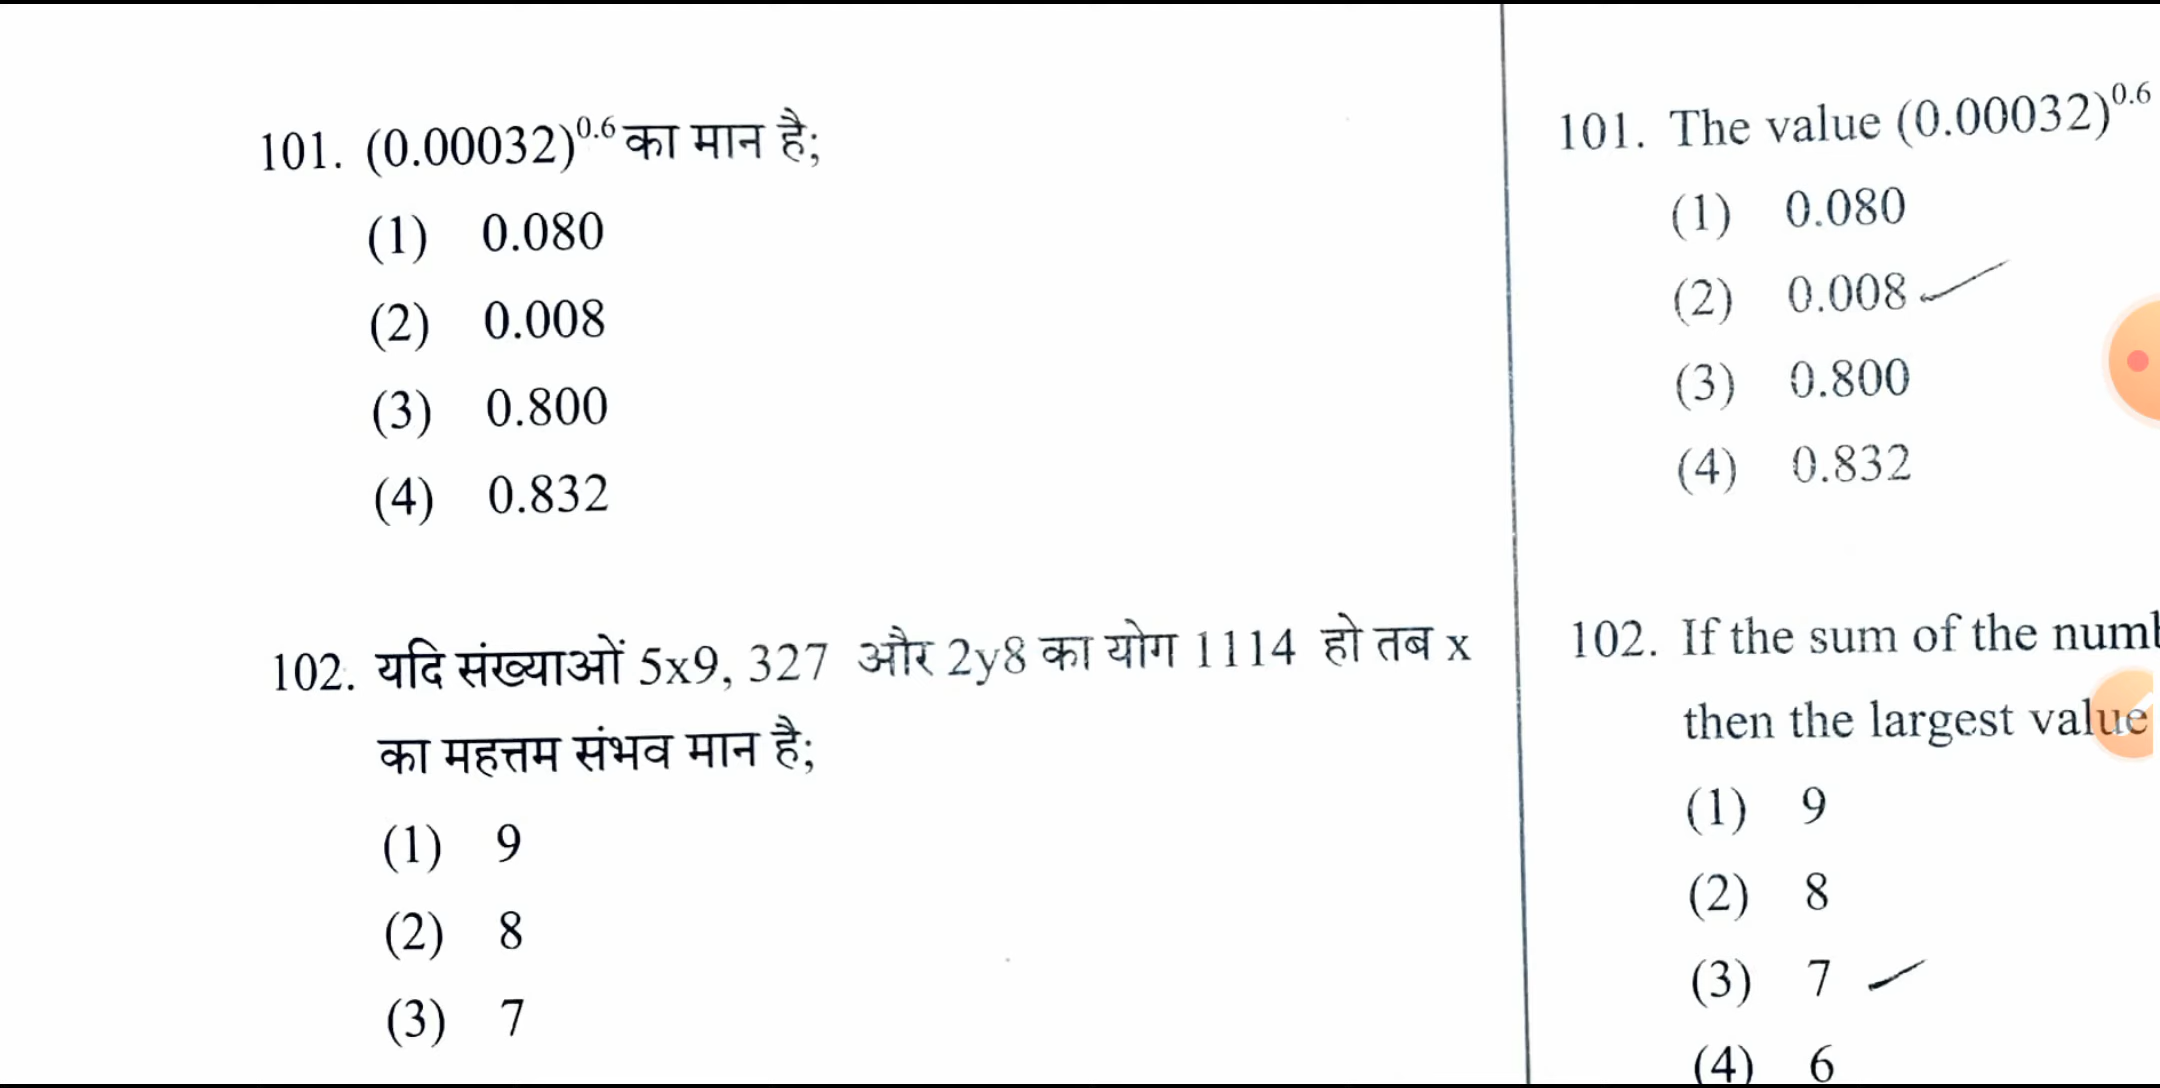 101. (0.00032)^0.6 का मान है;
(1) 0.080
(2) 0.008
(3) 0.800
(4) 0.832
102. यदि संख्याओं 5x9, 327 और 2y8 का योग 1114 हो तब x
का महत्तम संभव मान है;
(1) 9
(2) 8
(3) 7
101. The value (0.00032)^0.6
(1) 0.080
(2) 0.008
(3) 0.800
(4) 0.832
102. If the sum of the
then the largest value
(1) 9
(2) 8
(3) 7
(4) 6